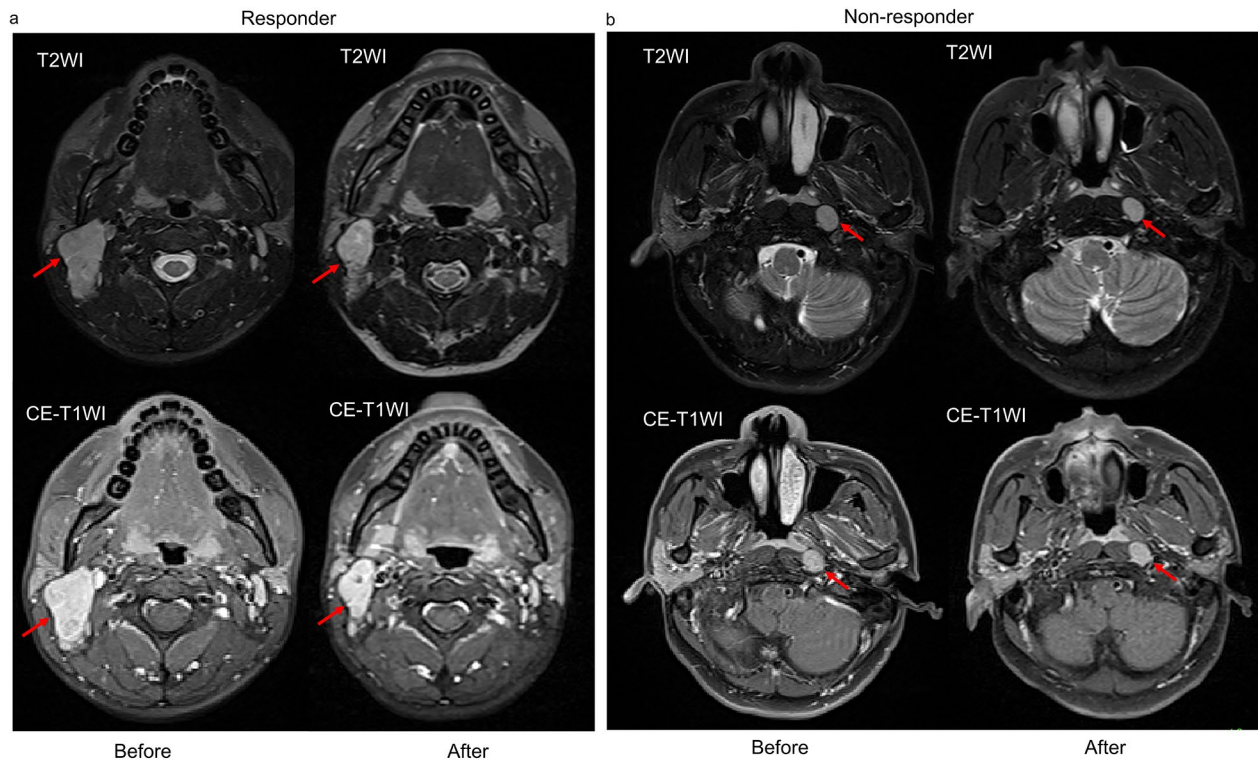 a
Responder
b
Non-responder
T2WI
T2WI
T2WI
T2WI
CE-T1WI
CE-T1WI
CE-T1WI
CE-T1WI
Before
After
Before
After